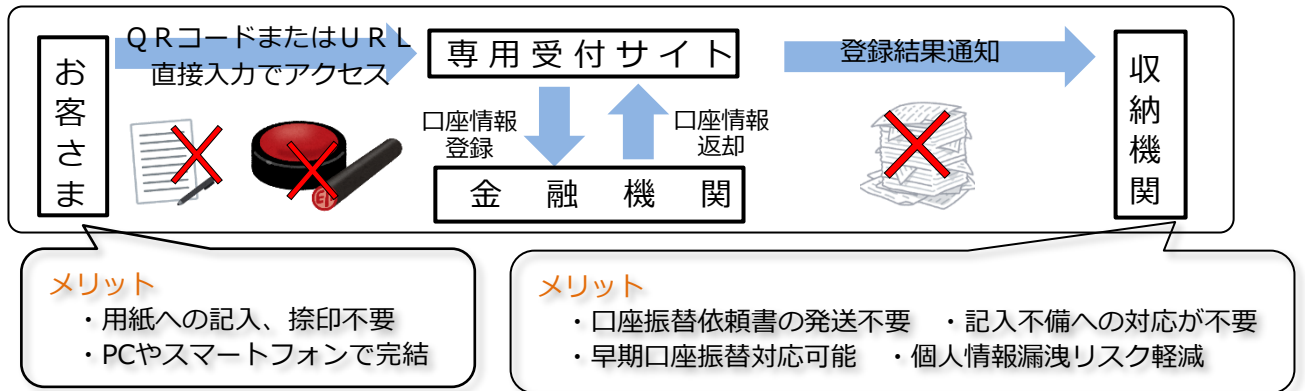 お客さま
ＱＲコードまたはＵＲＬ
直接入力でアクセス
専用受付サイト
登録結果通知
収納機関
口座情報
登録
口座情報
返却
印
金融機関
メリット
・用紙への記入、捺印不要
・PCやスマートフォンで完結
メリット
・口座振替依頼書の発送不要　・記入不備への対応が不要
・早期口座振替対応可能　・個人情報漏洩リスク軽減